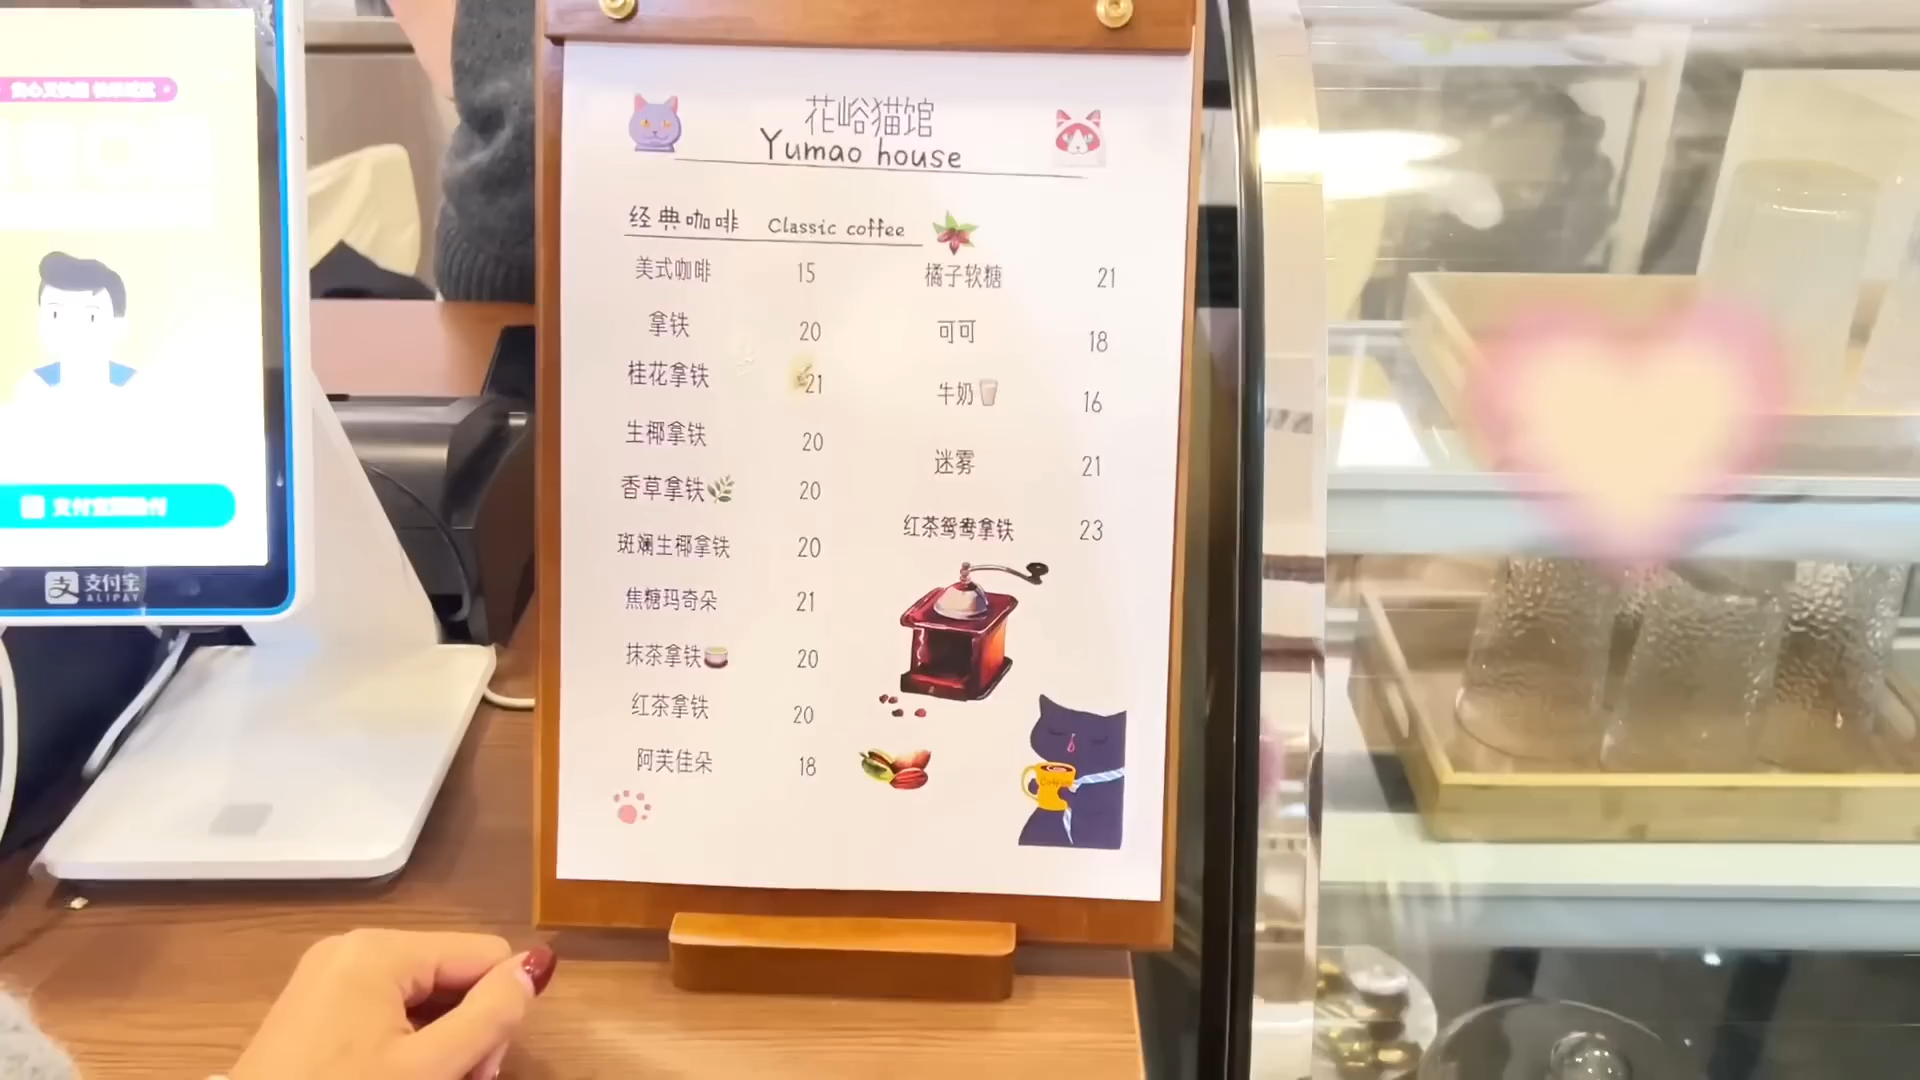 花峪猫馆
Yumao house
经典咖啡 Classic coffee
美式咖啡 15
拿铁 20
桂花拿铁 21
生椰拿铁 20
香草拿铁 20
斑斓生椰拿铁 20
焦糖玛奇朵 21
抹茶拿铁 20
红茶拿铁 20
阿芙佳朵 18
橘子软糖 21
可可 18
牛奶 16
迷雾 21
红茶鸳鸯拿铁 23
支付宝
ALIPAY